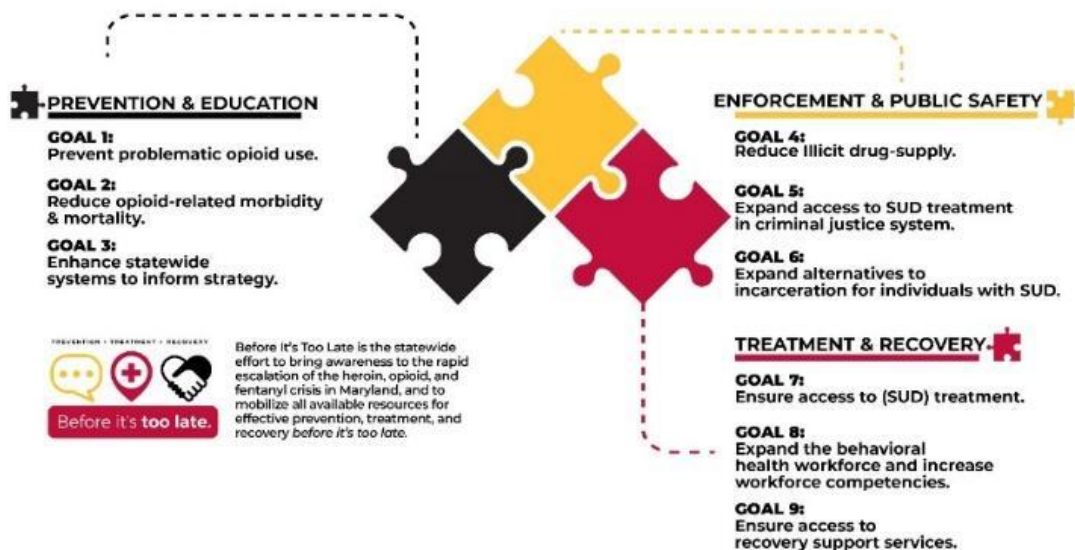 PREVENTION & EDUCATION
GOAL 1:
Prevent problematic opioid use.
GOAL 2:
Reduce opioid-related morbidity
& mortality.
GOAL 3:
Enhance statewide
systems to inform strategy.
PREVENTION • TREATMENT • RECOVERY
Before it's too late.
Before It's Too Late is the statewide
effort to bring awareness to the rapid
escalation of the heroin, opioid, and
fentanyl crisis in Maryland, and to
mobilize all available resources for
effective prevention, treatment, and
recovery before it's too late.
ENFORCEMENT & PUBLIC SAFETY
GOAL 4:
Reduce Illicit drug-supply.
GOAL 5:
Expand access to SUD treatment
in criminal justice system.
GOAL 6:
Expand alternatives to
incarceration for individuals with SUD.
TREATMENT & RECOVERY
GOAL 7:
Ensure access to (SUD) treatment.
GOAL 8:
Expand the behavioral
health workforce and increase
workforce competencies.
GOAL 9:
Ensure access to
recovery support services.